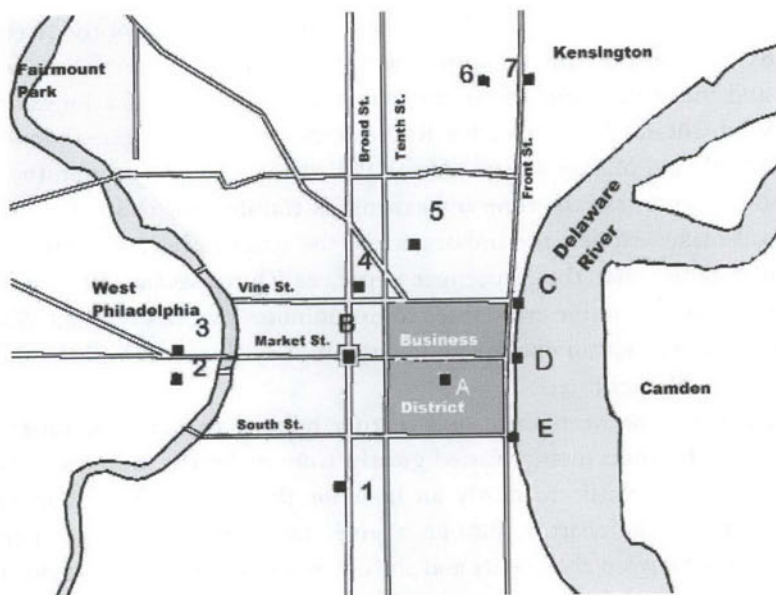 Kensington
6 7
Fairmount
Park
Broad St.
Tenth St.
Front St.
5
Delaware
River
4
West
Philadelphia
Vine St.
C
3
B
Business
Market St.
D
2
A
Camden
District
South St.
E
1